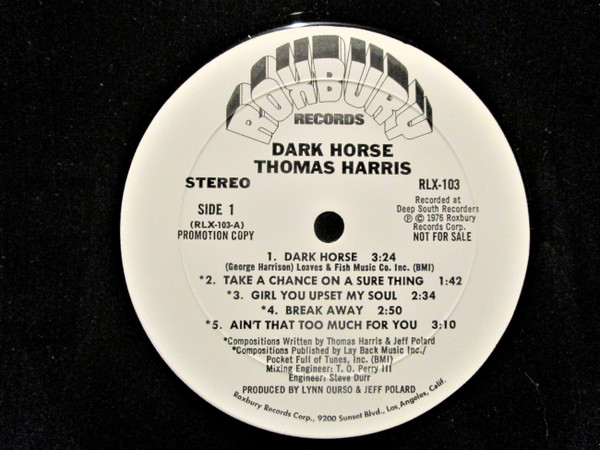 ROXBURY
RECORDS
DARK HORSE
THOMAS HARRIS
STEREO
RLX-103
SIDE 1
(RLX-103-A)
PROMOTION COPY
Recorded at
Deep South Recorders
℗ © 1976 Roxbury
Records Corp.
NOT FOR SALE
1. DARK HORSE 3:24
(George Harrison) Loaves & Fish Music Co. Inc. (BMI)
*2. TAKE A CHANCE ON A SURE THING 1:42
*3. GIRL YOU UPSET MY SOUL 2:34
*4. BREAK AWAY 2:50
*5. AIN'T THAT TOO MUCH FOR YOU 3:10
*Compositions Written by Thomas Harris & Jeff Polard
*Compositions Published by Lay Back Music Inc./
Pocket Full of Tunes, Inc. (BMI)
Mixing Engineer: T. O. Perry III
Engineer: Steve Durr
PRODUCED BY LYNN OURSO & JEFF POLARD
Roxbury Records Corp., 9200 Sunset Blvd., Los Angeles, Calif.